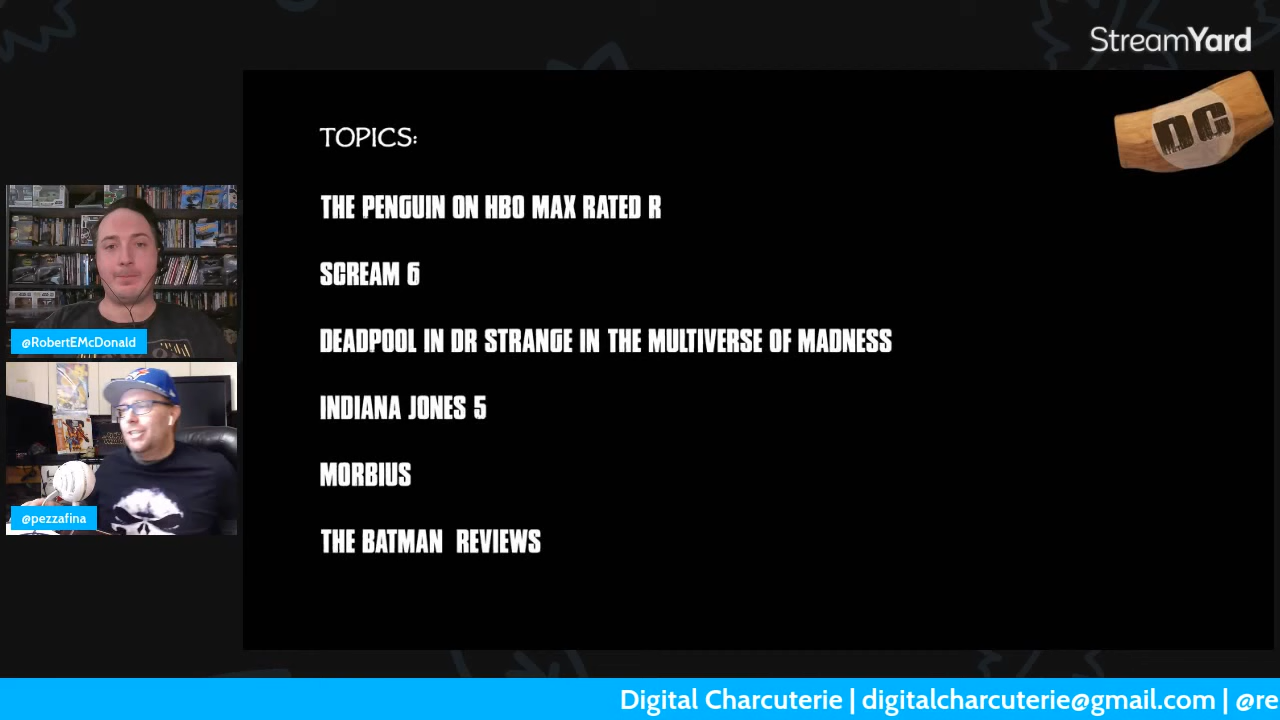 StreamYard
DG
TOPICS:
THE PENGUIN ON HBO MAX RATED R
SCREAM 6
DEADPOOL IN DR STRANGE IN THE MULTIVERSE OF MADNESS
INDIANA JONES 5
MORBIUS
THE BATMAN REVIEWS
@RobertEMcDonald
@pezzafina
Digital Charcuterie | digitalcharcuterie@gmail.com | @re